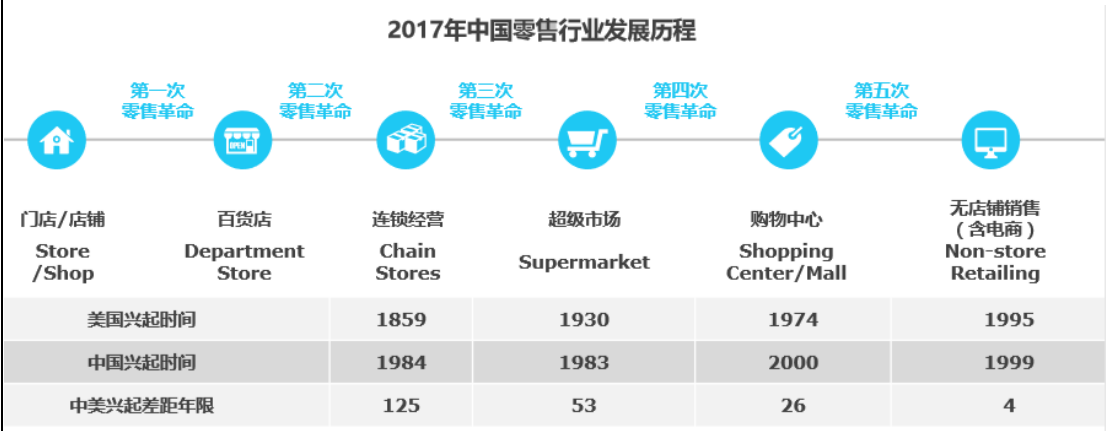 2017年中国零售行业发展历程
第一次
零售革命
第二次
零售革命
第三次
零售革命
第四次
零售革命
第五次
零售革命
OPEN
门店/店铺
Store
/Shop
百货店
Department
Store
连锁经营
Chain
Stores
超级市场
Supermarket
购物中心
Shopping
Center/Mall
无店铺销售
(含电商)
Non-store
Retailing
美国兴起时间 1859 1930 1974 1995
中国兴起时间 1984 1983 2000 1999
中美兴起差距年限 125 53 26 4